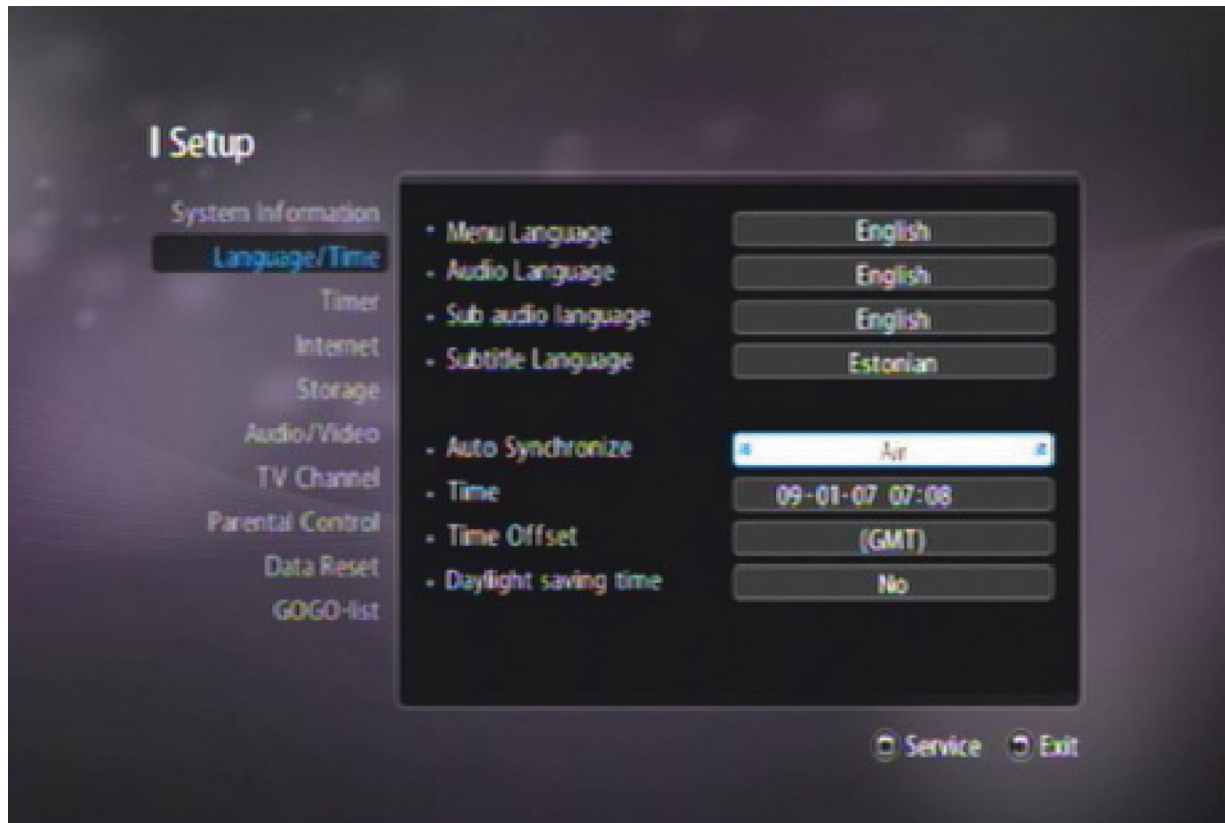 Setup
System Information
Language/Time
Timer
Internet
Storage
Audio/Video
TV Channel
Parental Control
Data Reset
GOGO-list
Menu Language English
Audio Language English
Sub audio language English
Subtitle Language Estonian
Auto Synchronize Air
Time 09-01-07 07:08
Time Offset (GMT)
Daylight saving time No
Service Exit